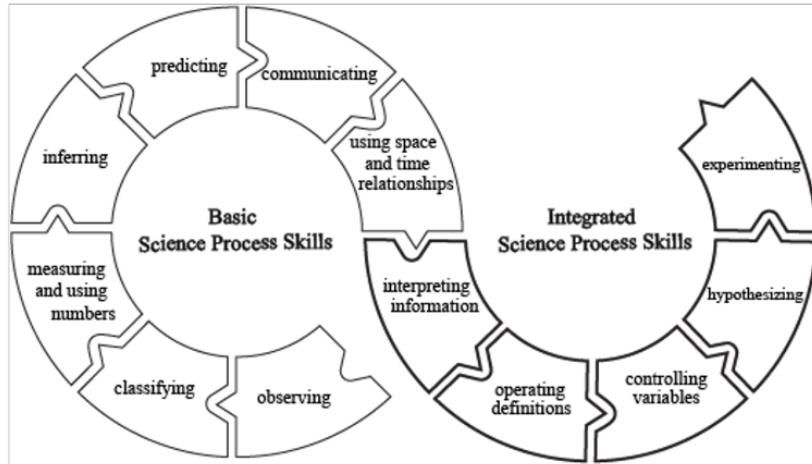 predicting
communicating
inferring
using space
and time
relationships
experimenting
Basic
Science Process Skills
Integrated
Science Process Skills
measuring
and using
numbers
interpreting
information
hypothesizing
classifying
observing
operating
definitions
controlling
variables